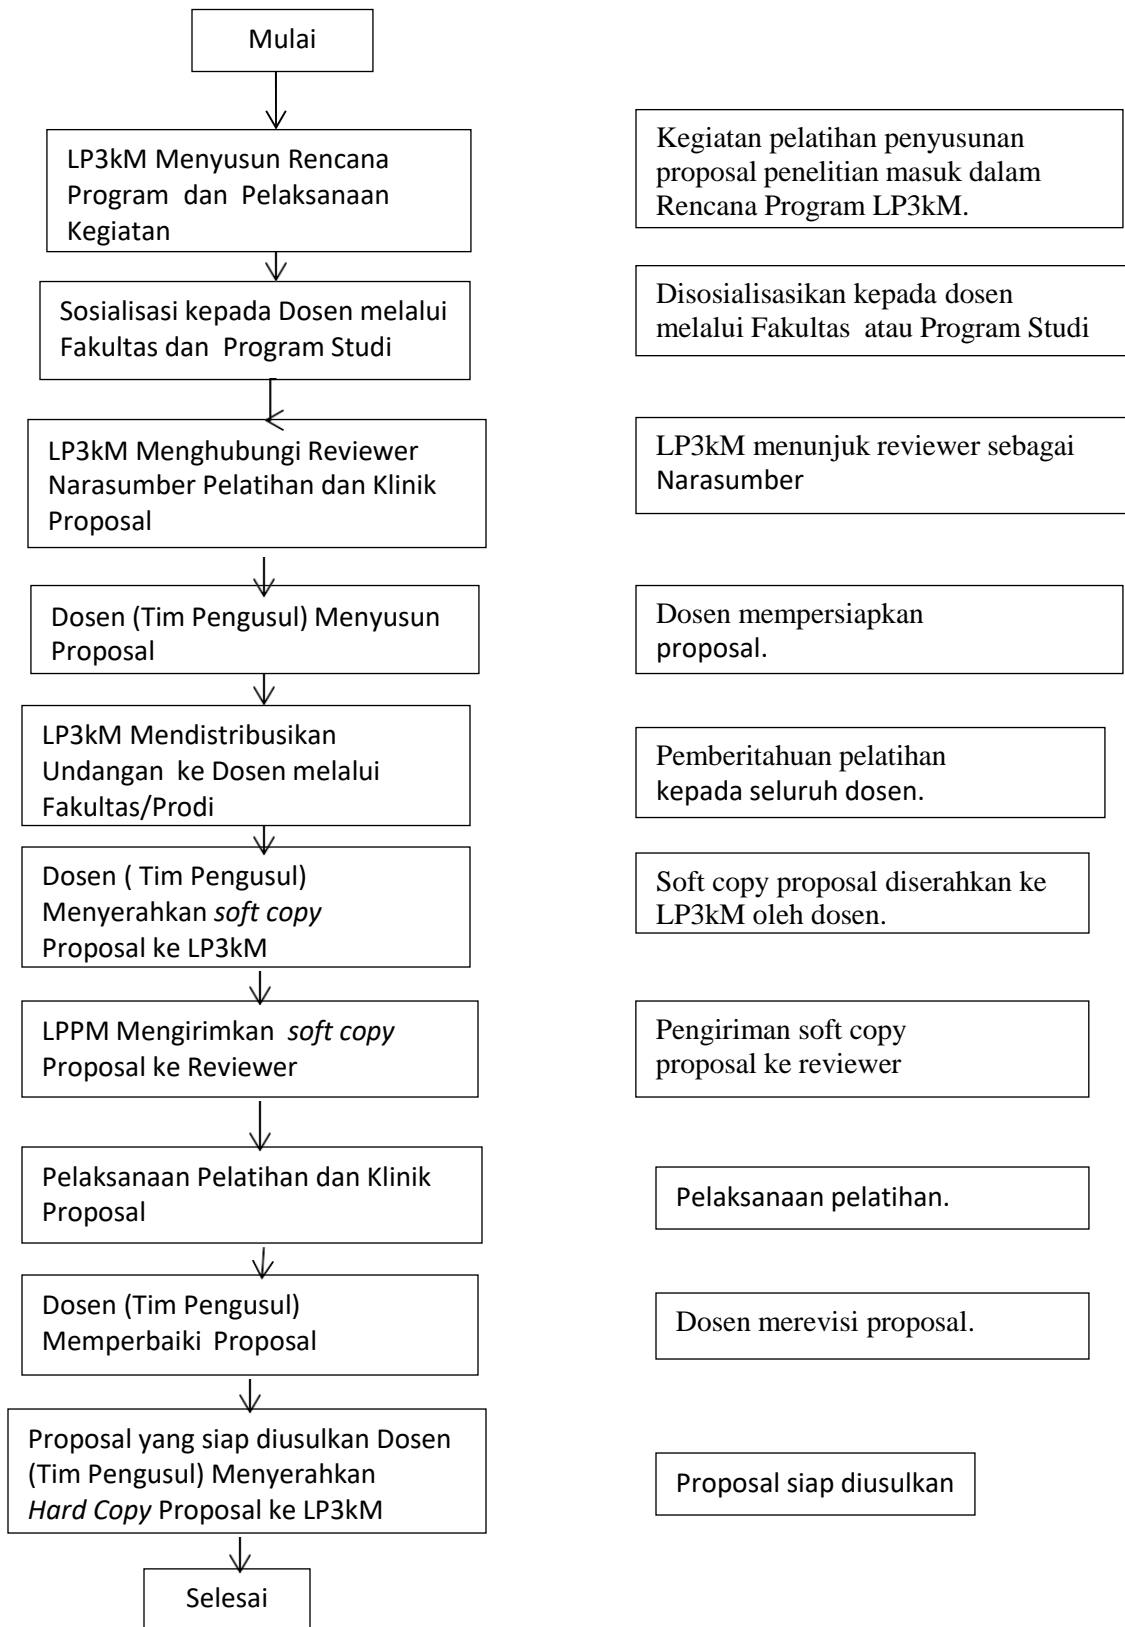 Mulai
LP3kM Menyusun Rencana
Program dan Pelaksanaan
Kegiatan
Kegiatan pelatihan penyusunan
proposal penelitian masuk dalam
Rencana Program LP3kM.
Sosialisasi kepada Dosen melalui
Fakultas dan Program Studi
Disosialisasikan kepada dosen
melalui Fakultas atau Program Studi
LP3kM Menghubungi Reviewer
Narasumber Pelatihan dan Klinik
Proposal
LP3kM menunjuk reviewer sebagai
Narasumber
Dosen (Tim Pengusul) Menyusun
Proposal
Dosen mempersiapkan
proposal.
LP3kM Mendistribusikan
Undangan ke Dosen melalui
Fakultas/Prodi
Pemberitahuan pelatihan
kepada seluruh dosen.
Dosen ( Tim Pengusul)
Menyerahkan soft copy
Proposal ke LP3kM
Soft copy proposal diserahkan ke
LP3kM oleh dosen.
LPPM Mengirimkan soft copy
Proposal ke Reviewer
Pengiriman soft copy
proposal ke reviewer
Pelaksanaan Pelatihan dan Klinik
Proposal
Pelaksanaan pelatihan.
Dosen (Tim Pengusul)
Memperbaiki Proposal
Dosen merevisi proposal.
Proposal yang siap diusulkan Dosen
(Tim Pengusul) Menyerahkan
Hard Copy Proposal ke LP3kM
Proposal siap diusulkan
Selesai